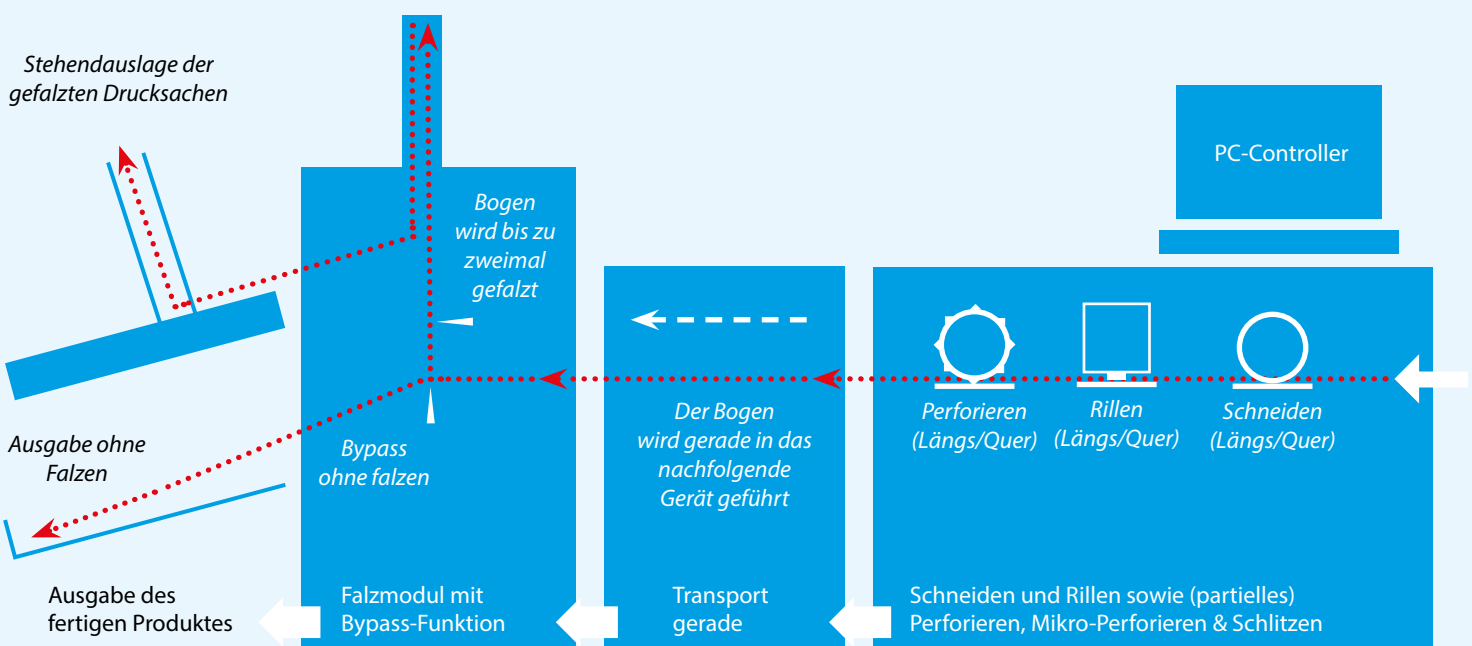 Stehendauslage der
gefalzten Drucksachen
PC-Controller
Bogen
wird bis zu
zweimal
gefalzt
Der Bogen
wird gerade in das
nachfolgende
Gerät geführt
Perforieren
(Längs/Quer)
Rillen
(Längs/Quer)
Schneiden
(Längs/Quer)
Ausgabe ohne
Falzen
Bypass
ohne falzen
Ausgabe des
fertigen Produktes
Falzmodul mit
Bypass-Funktion
Transport
gerade
Schneiden und Rillen sowie (partielles)
Perforieren, Mikro-Perforieren & Schlitzen